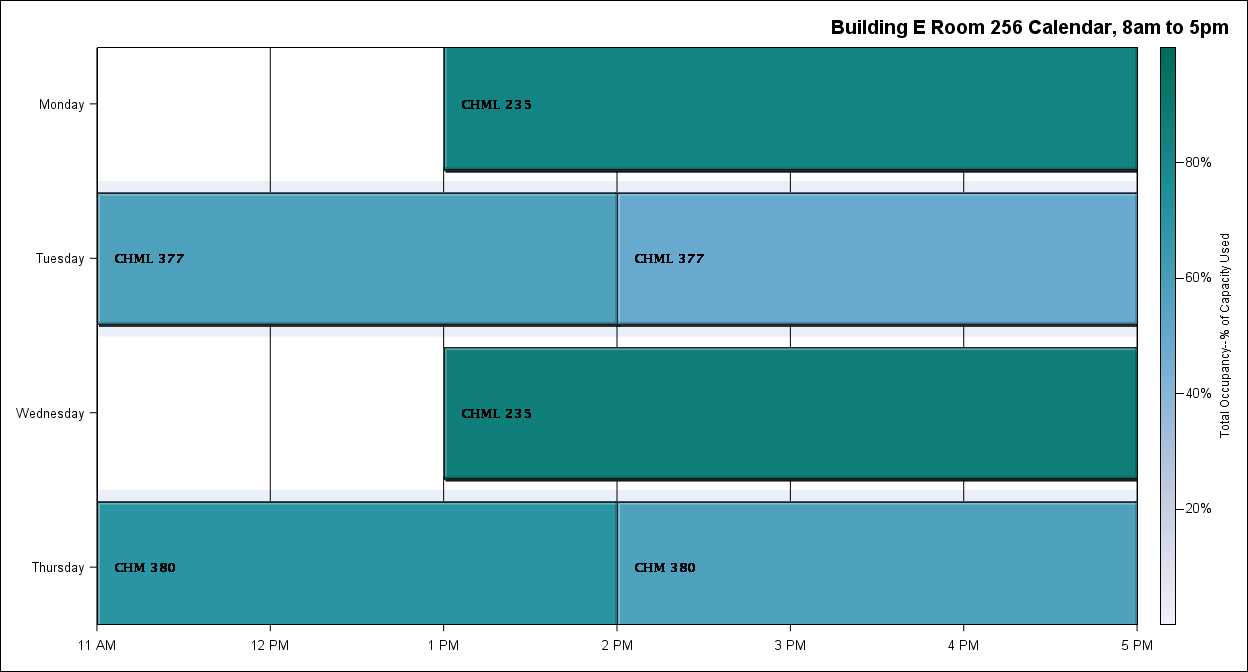 Building E Room 256 Calendar, 8am to 5pm
Monday
CHML 235
Tuesday
CHML 377
CHML 377
Wednesday
CHML 235
Thursday
CHM 380
CHM 380
11 AM
12 PM
1 PM
2 PM
3 PM
4 PM
5 PM
80%
60%
40%
20%
Total Occupancy--% of Capacity Used